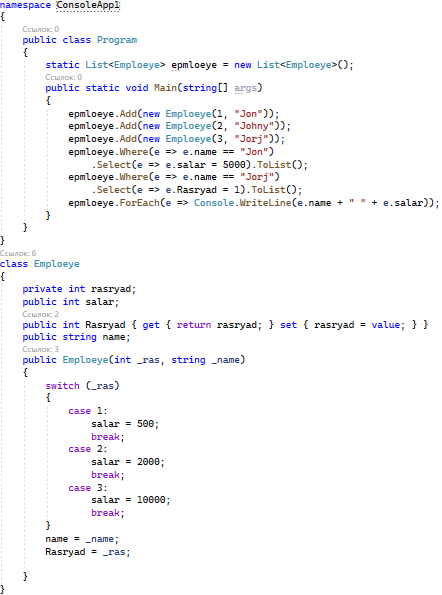 namespace ConsoleApp1
{
Ссылок: 0
public class Program
{
static List<Emploeye> epmloeye = new List<Emploeye>();
Ссылок: 0
public static void Main(string[] args)
{
epmloeye.Add(new Emploeye(1, "Jon"));
epmloeye.Add(new Emploeye(2, "Johny"));
epmloeye.Add(new Emploeye(3, "Jorj"));
epmloeye.Where(e => e.name == "Jon")
.Select(e => e.salar = 5000).ToList();
epmloeye.Where(e => e.name == "Jorj")
.Select(e => e.Rasryad = 1).ToList();
epmloeye.ForEach(e => Console.WriteLine(e.name + " " + e.salar));
}
}
}
Ссылок: 6
class Emploeye
{
private int rasryad;
public int salar;
Ссылок: 2
public int Rasryad { get { return rasryad; } set { rasryad = value; } }
public string name;
Ссылок: 3
public Emploeye(int _ras, string _name)
{
switch (_ras)
{
case 1:
salar = 500;
break;
case 2:
salar = 2000;
break;
case 3:
salar = 10000;
break;
}
name = _name;
Rasryad = _ras;
}
}